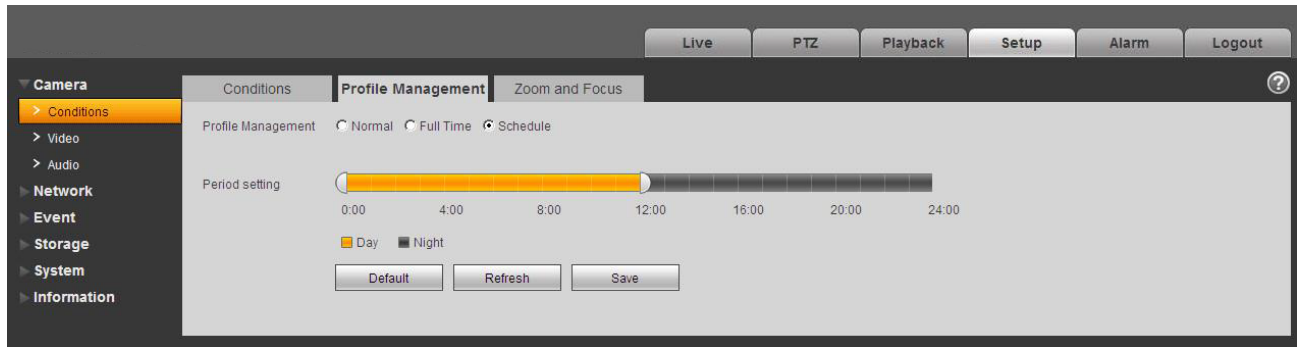 Live PTZ Playback Setup Alarm Logout
Camera
Conditions
Video
Audio
Network
Event
Storage
System
Information
Conditions Profile Management Zoom and Focus ?
Profile Management Normal Full Time Schedule
Period setting
0:00 4:00 8:00 12:00 16:00 20:00 24:00
Day Night
Default Refresh Save